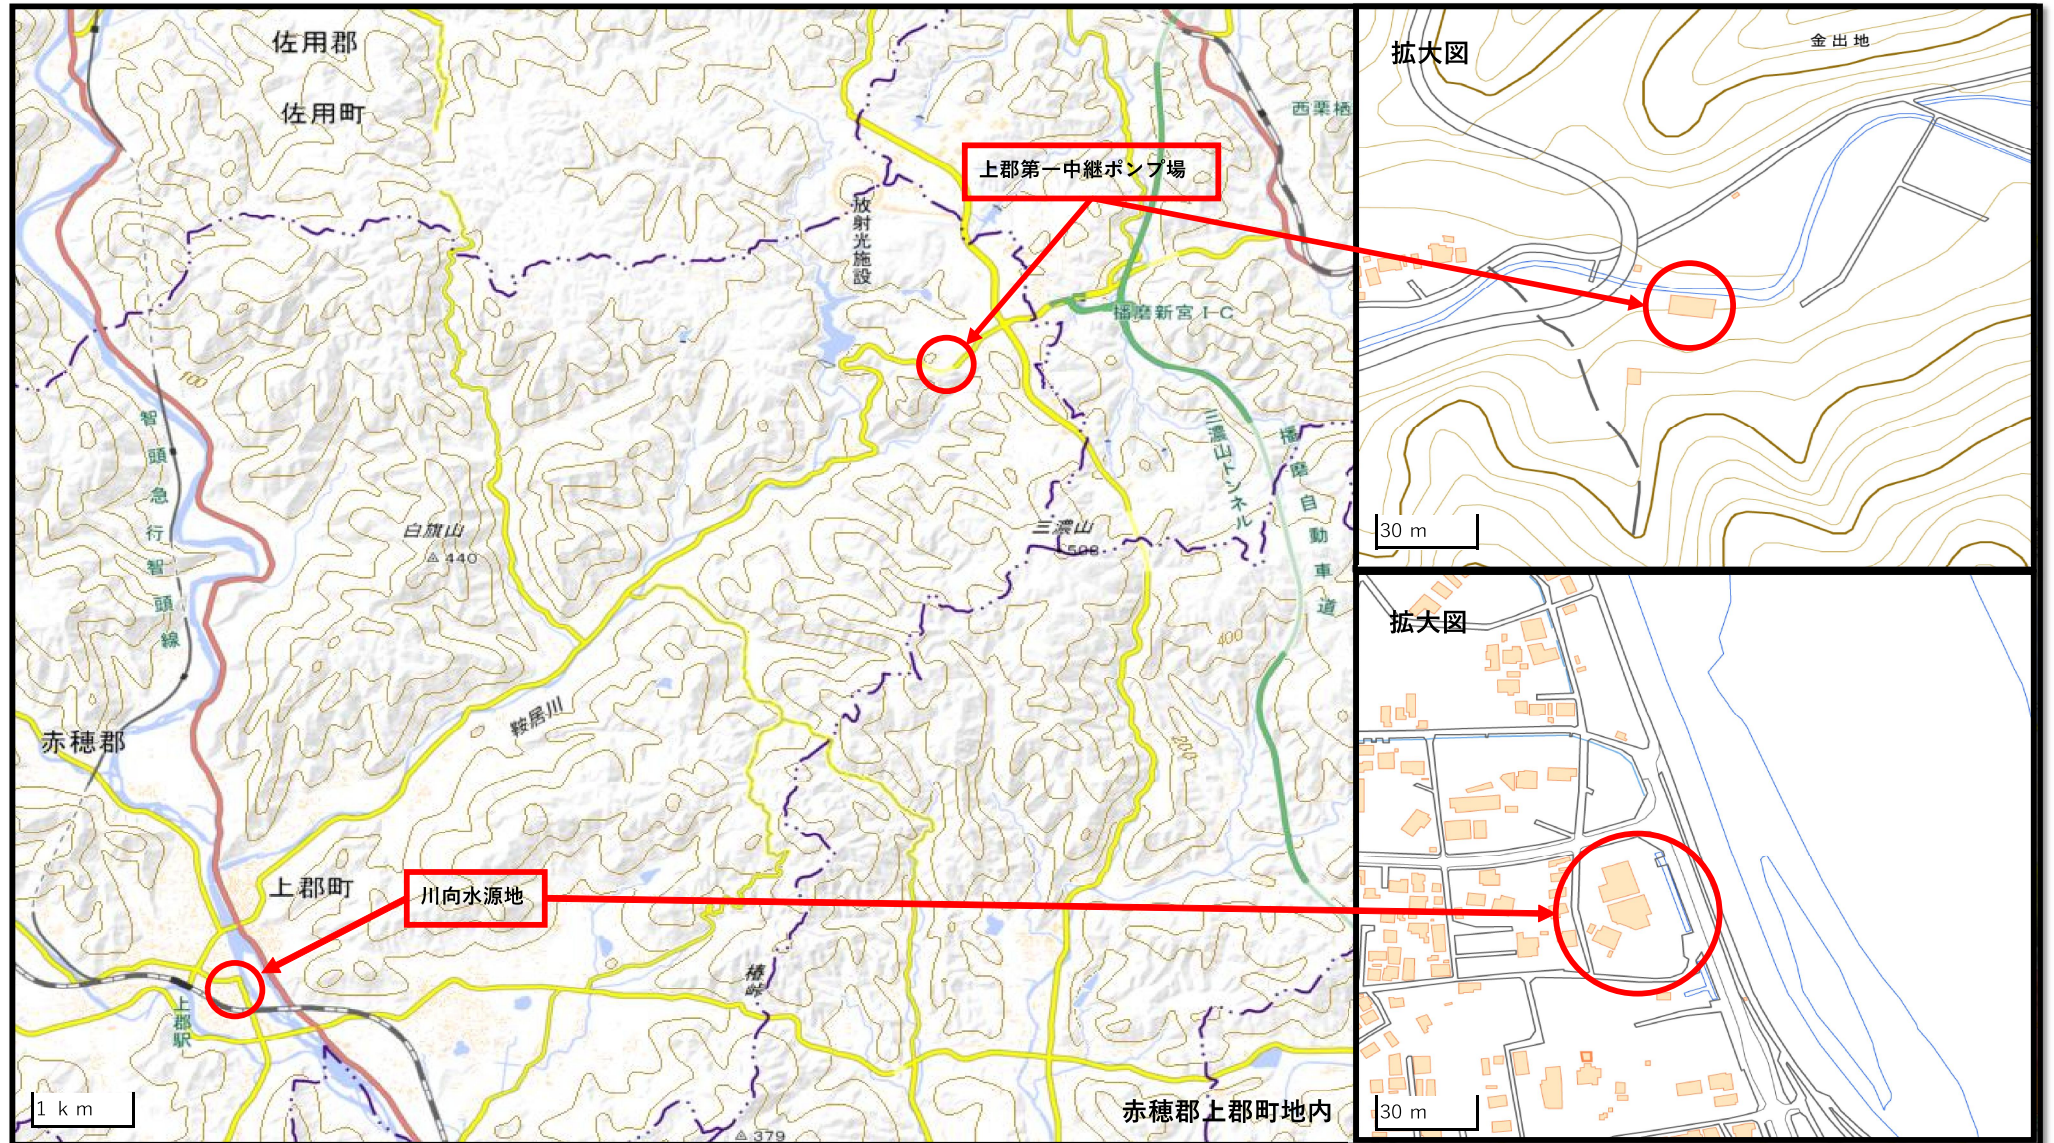 佐用郡
佐用町
西栗栖
上郡第一中継ポンプ場
放射光施設
播磨新宮IC
100
智頭急行智頭線
三濃山トンネル
播磨自動車道
白旗山
440
三濃山
508
400
200
鞍居川
赤穂郡
上郡町
川向水源地
椿峠
上郡駅
1 km
379
赤穂郡上郡町地内
拡大図
金出地
30 m
拡大図
30 m